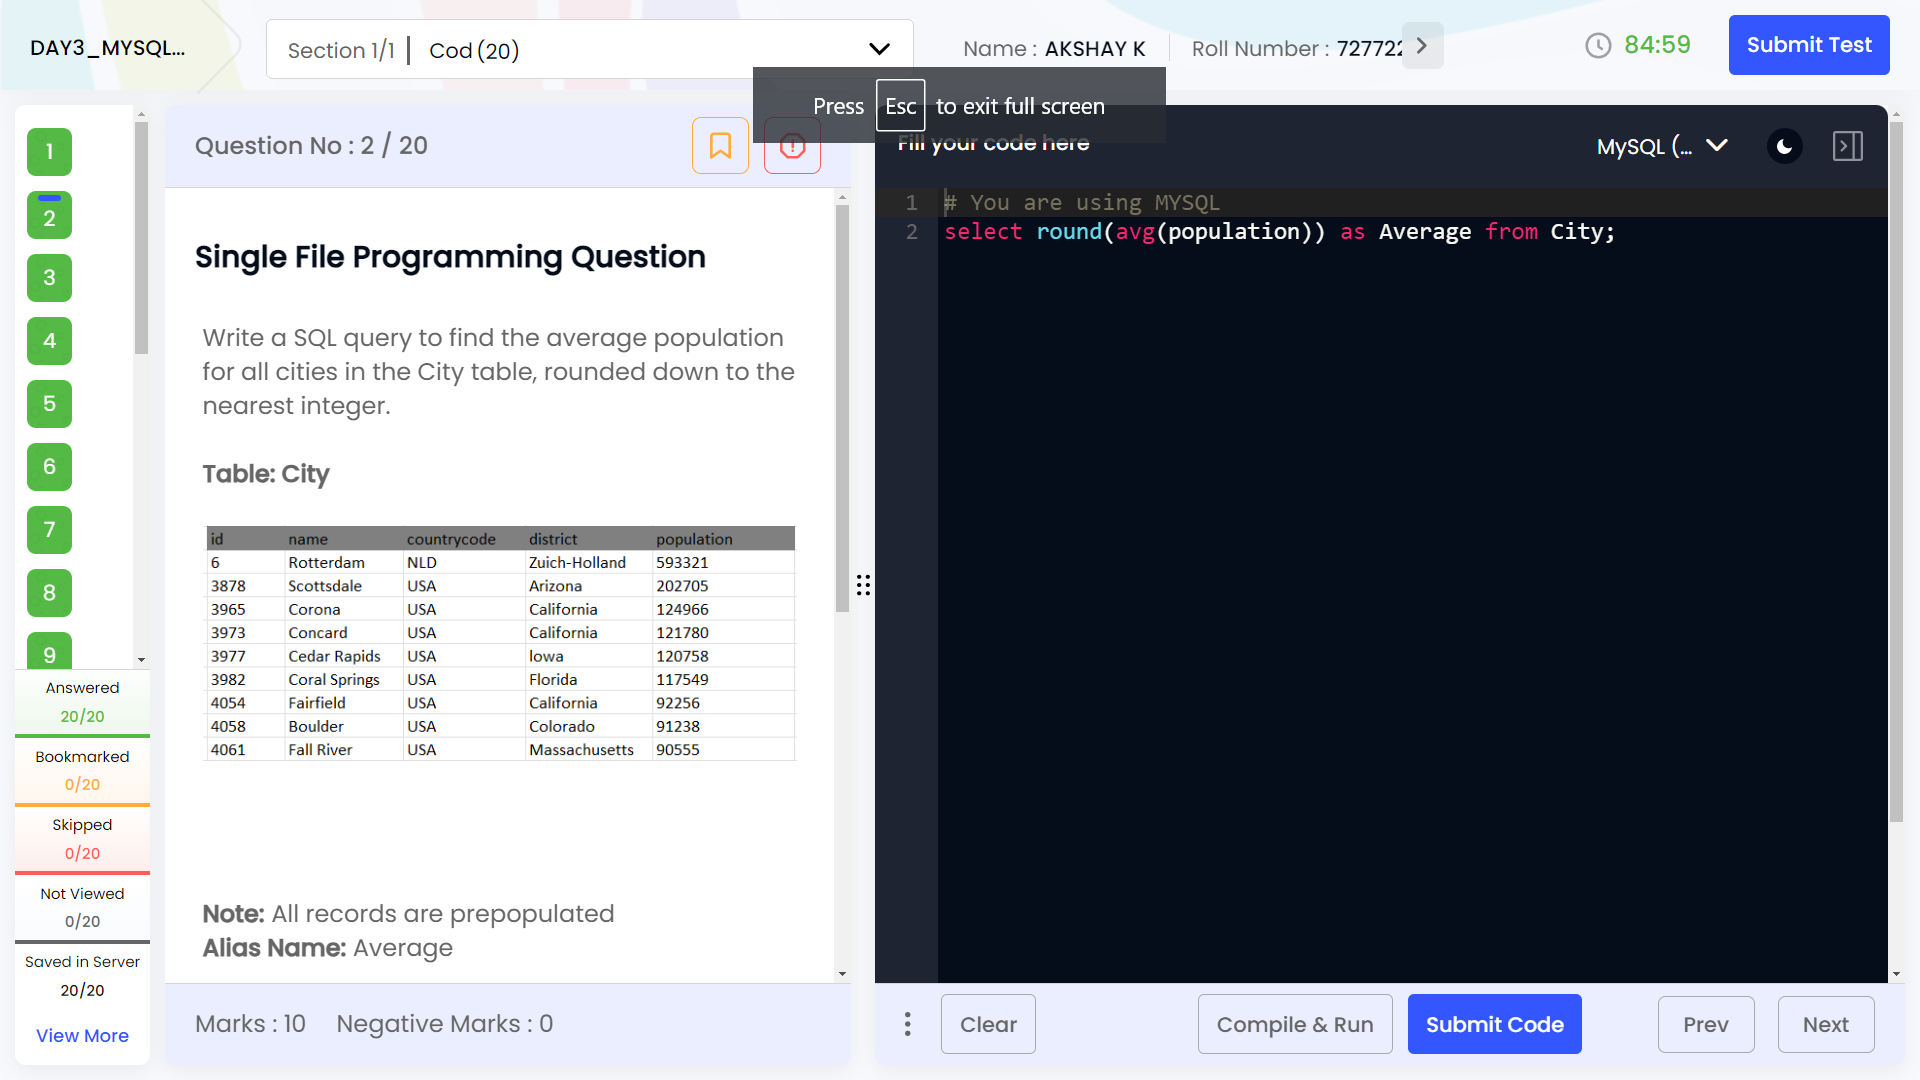 DAY3_MYSQL...
Section 1/1 | Cod (20)
Name : AKSHAY K
Roll Number : 727722
84:59
Submit Test
Press Esc to exit full screen
1
2
3
4
5
6
7
8
9
Answered
20/20
Bookmarked
0/20
Skipped
0/20
Not Viewed
0/20
Saved in Server
20/20
View More
Question No : 2 / 20
Single File Programming Question
Write a SQL query to find the average population
for all cities in the City table, rounded down to the
nearest integer.
Table: City
id name countrycode district population
6 Rotterdam NLD Zuich-Holland 593321
3878 Scottsdale USA Arizona 202705
3965 Corona USA California 124966
3973 Concard USA California 121780
3977 Cedar Rapids USA Iowa 120758
3982 Coral Springs USA Florida 117549
4054 Fairfield USA California 92256
4058 Boulder USA Colorado 91238
4061 Fall River USA Massachusetts 90555
Note: All records are prepopulated
Alias Name: Average
Marks : 10 Negative Marks : 0
Fill your code here
MySQL (...
1 # You are using MYSQL
2 select round(avg(population)) as Average from City;
Clear
Compile & Run
Submit Code
Prev
Next